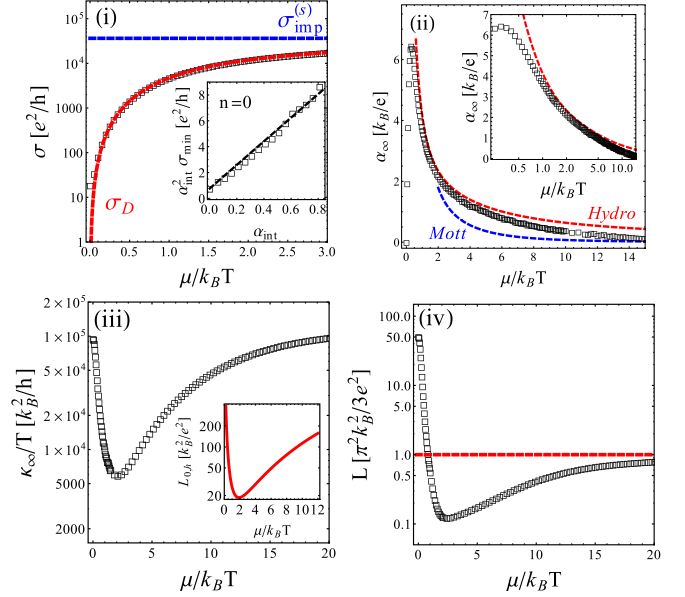 (i)
σ_imp^(s)
10^5
10^4
1000
100
10
1
σ [e²/h]
σ_D
0.0 0.5 1.0 1.5 2.0 2.5 3.0
μ/k_BT
n=0
8
6
4
2
0
α²_int σ_min [e²/h]
0.0 0.2 0.4 0.6 0.8
α_int
(ii)
6
4
2
0
α_∞ [k_B/e]
Mott
Hydro
0 2 4 6 8 10 12 14
μ/k_BT
6
5
4
3
2
1
0
α_∞ [k_B/e]
0.5 1.0 2.0 5.0 10.0
μ/k_BT
(iii)
2 × 10^5
1 × 10^5
5 × 10^4
2 × 10^4
1 × 10^4
5000
2000
κ_∞/T [k_B²/h]
0 5 10 15 20
μ/k_BT
200
100
50
20
L_0,h [k_B²/e²]
0 2 4 6 8 10 12
μ/k_BT
(iv)
50.0
10.0
5.0
1.0
0.5
0.1
L [π²k_B²/3e²]
0 5 10 15 20
μ/k_BT